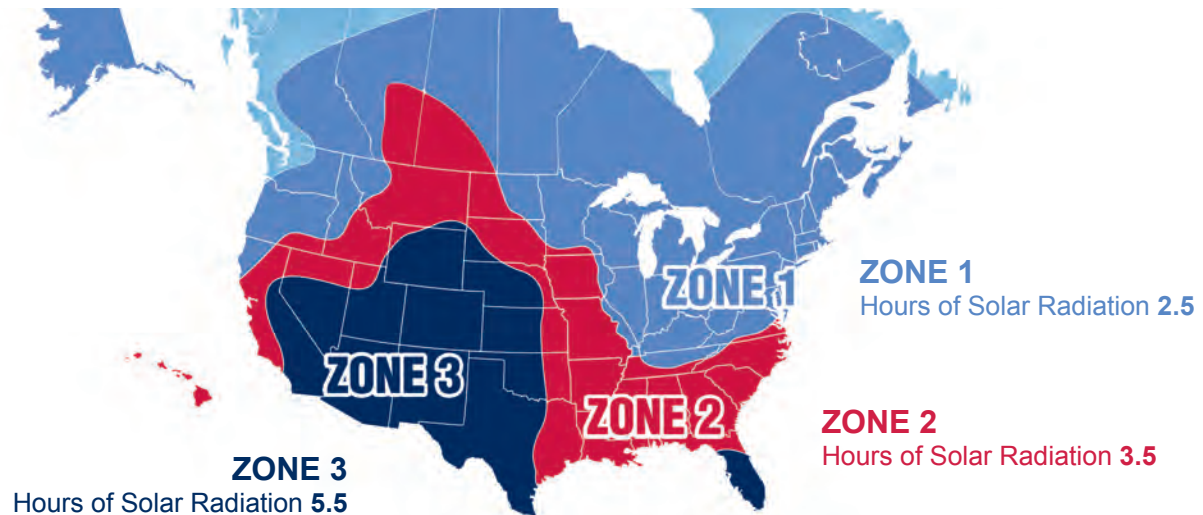 ZONE 1
ZONE 1
Hours of Solar Radiation 2.5
ZONE 3
ZONE 2
ZONE 2
Hours of Solar Radiation 3.5
ZONE 3
Hours of Solar Radiation 5.5